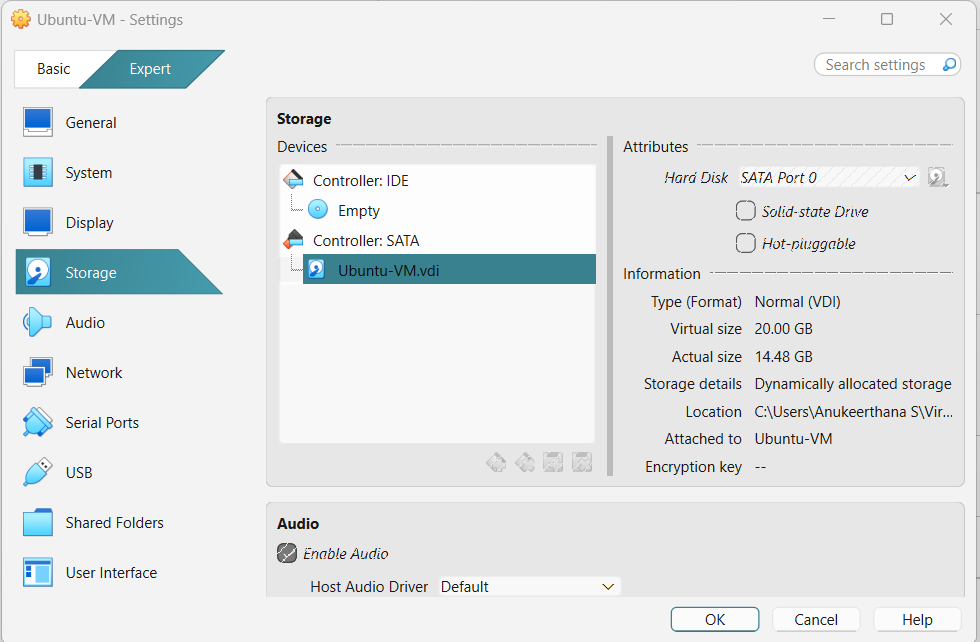 Ubuntu-VM - Settings
Basic
Expert
Search settings
General
System
Display
Storage
Audio
Network
Serial Ports
USB
Shared Folders
User Interface
Storage
Devices
Controller: IDE
Empty
Controller: SATA
Ubuntu-VM.vdi
Attributes
Hard Disk SATA Port 0
Solid-state Drive
Hot-pluggable
Information
Type (Format) Normal (VDI)
Virtual size 20.00 GB
Actual size 14.48 GB
Storage details Dynamically allocated storage
Location C:\Users\Anukeerthana S\Vir...
Attached to Ubuntu-VM
Encryption key --
Audio
Enable Audio
Host Audio Driver Default
OK
Cancel
Help